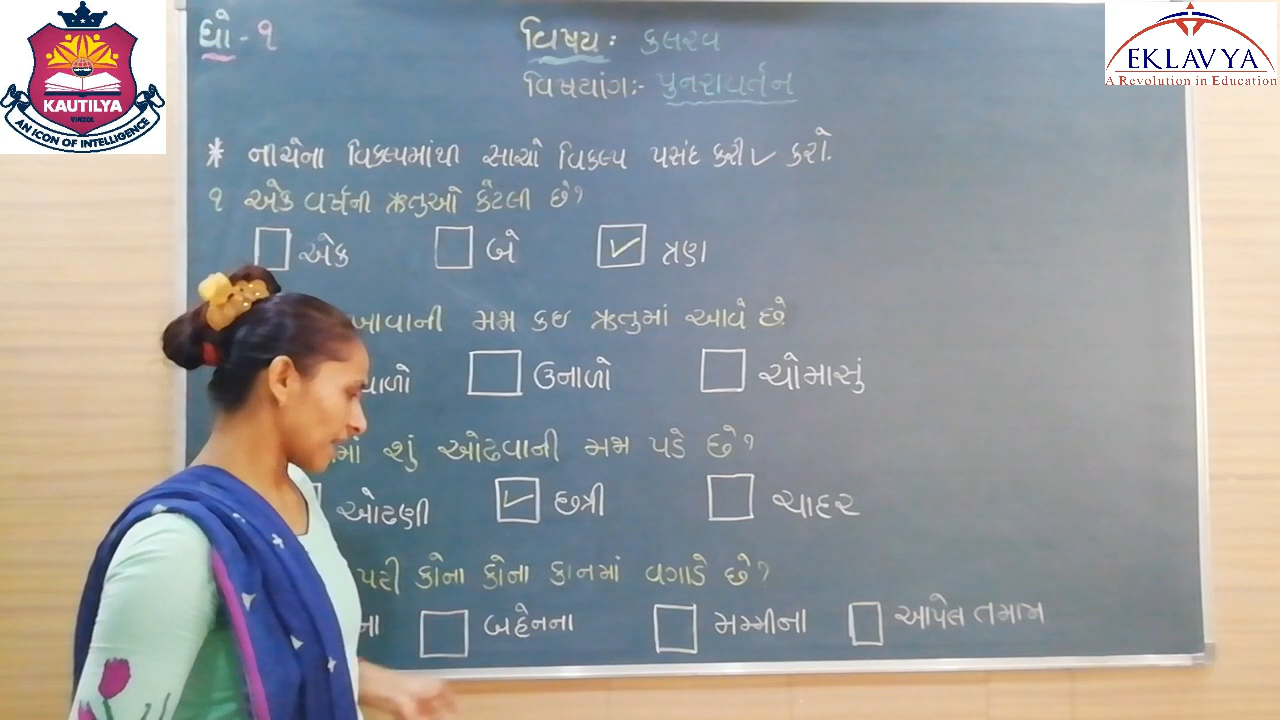 KAUTILYA
VINZOL
AN ICON OF INTELLIGENCE
EKLAVYA
A Revolution in Education
ધો - ૧
વિષય : કલરવ
વિષયાંગઃ- પુનરાવર્તન
* નીચેના વિકલ્પમાંથી સાચો વિકલ્પ પસંદ કરી ✓ કરો.
૧ એક વર્ષની ઋતુઓ કેટલી છે?
એક બે ✓ ત્રણ
ખાવાની મજા કઇ ઋતુમાં આવે છે?
યાળો ઉનાળો ચોમાસું
માં શું ઓઢવાની મજા પડે છે?
ઓઢણી ✓ છત્રી ચાદર
પરી કોના કોના કાનમાં વગાડે છે?
ના બહેનના મમ્મીના આપેલ તમામ